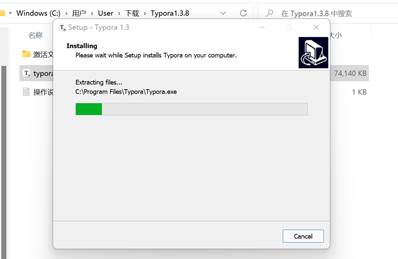 Windows (C:) › 用户 › User › 下载 › Typora1.3.8
在 Typora1.3.8 中搜索
名称
大小
激活文
typora
74,140 KB
操作说
1 KB
Setup - Typora 1.3
Installing
Please wait while Setup installs Typora on your computer.
Extracting files...
C:\Program Files\Typora\Typora.exe
Cancel